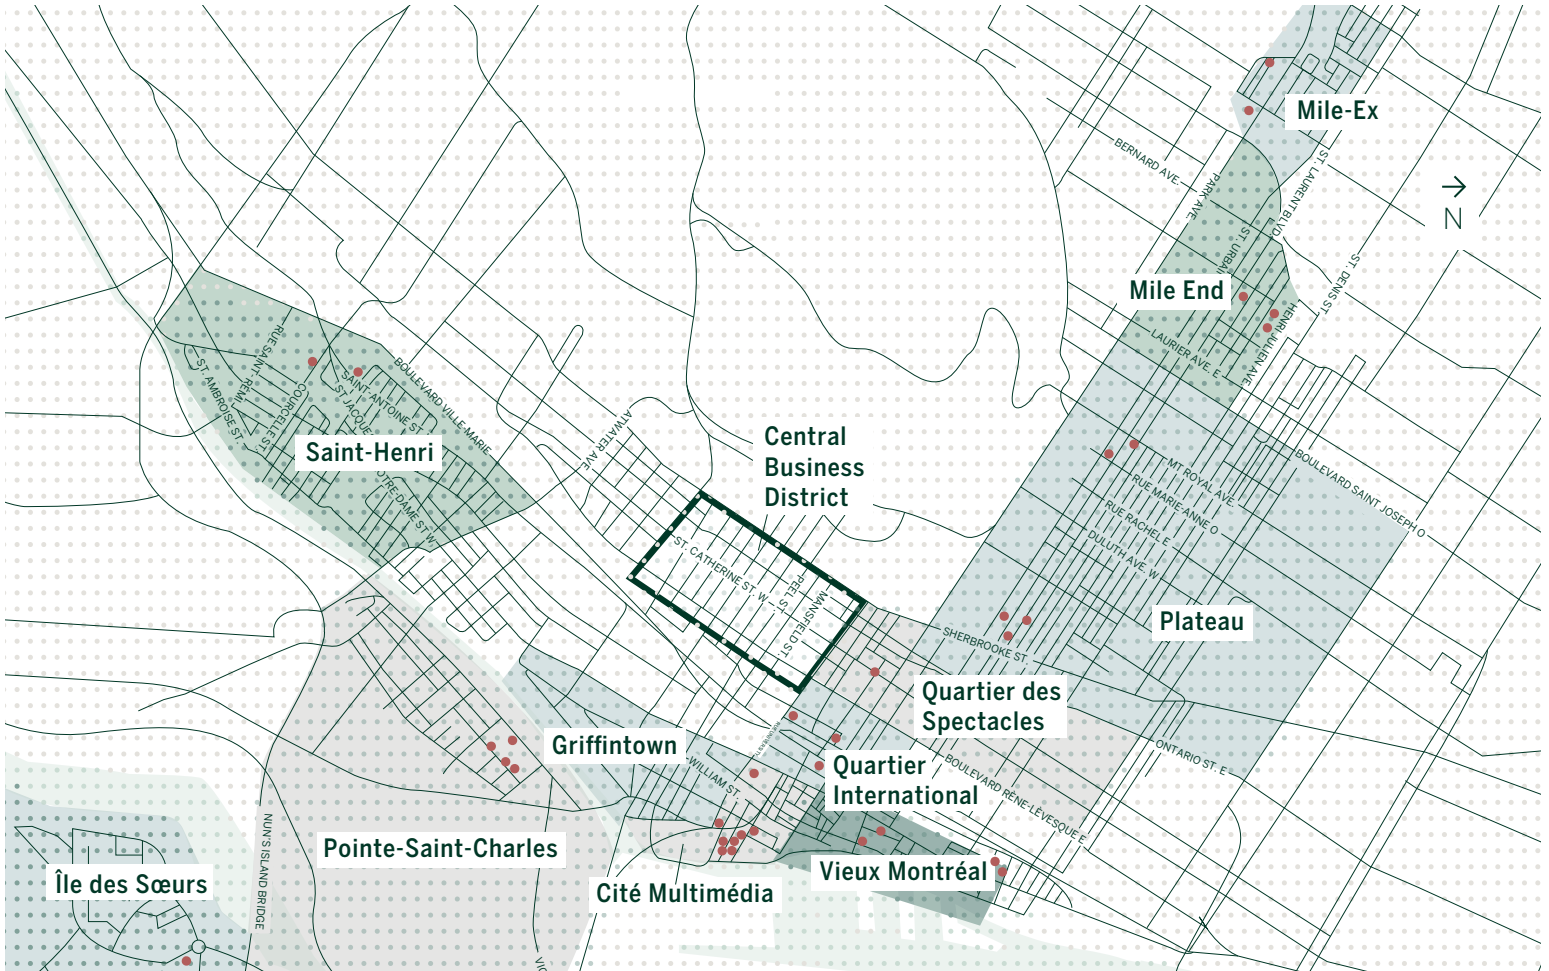 Mile-Ex
BERNARD AVE.
PARK AVE.
ST. LAURENT BLVD.
N
ST. URBAIN
ST. DENIS ST.
Mile End
HENRI JULIEN AVE.
LAURIER AVE. E
RUE SAINT-REMI
ST. AMBROISE ST.
COURCELLE ST.
SAINT-ANTOINE ST
ST JACQUES
BOULEVARD VILLE-MARIE
Saint-Henri
NOTRE-DAME ST W
ATWATER AVE.
Central
Business
District
MT ROYAL AVE.
RUE MARIE-ANNE O
RUE RACHEL E
DULUTH AVE. W
BOULEVARD SAINT JOSEPH O
ST. CATHERINE ST. W
PEEL ST.
MANSFIELD ST.
Plateau
SHERBROOKE ST.
Quartier des
Spectacles
Griffintown
WILLIAM ST.
Quartier
International
ONTARIO ST. E
BOULEVARD RÈNE-LÈVESQUE E
NUN'S ISLAND BRIDGE
Pointe-Saint-Charles
Île des Sœurs
Cité Multimédia
Vieux Montréal